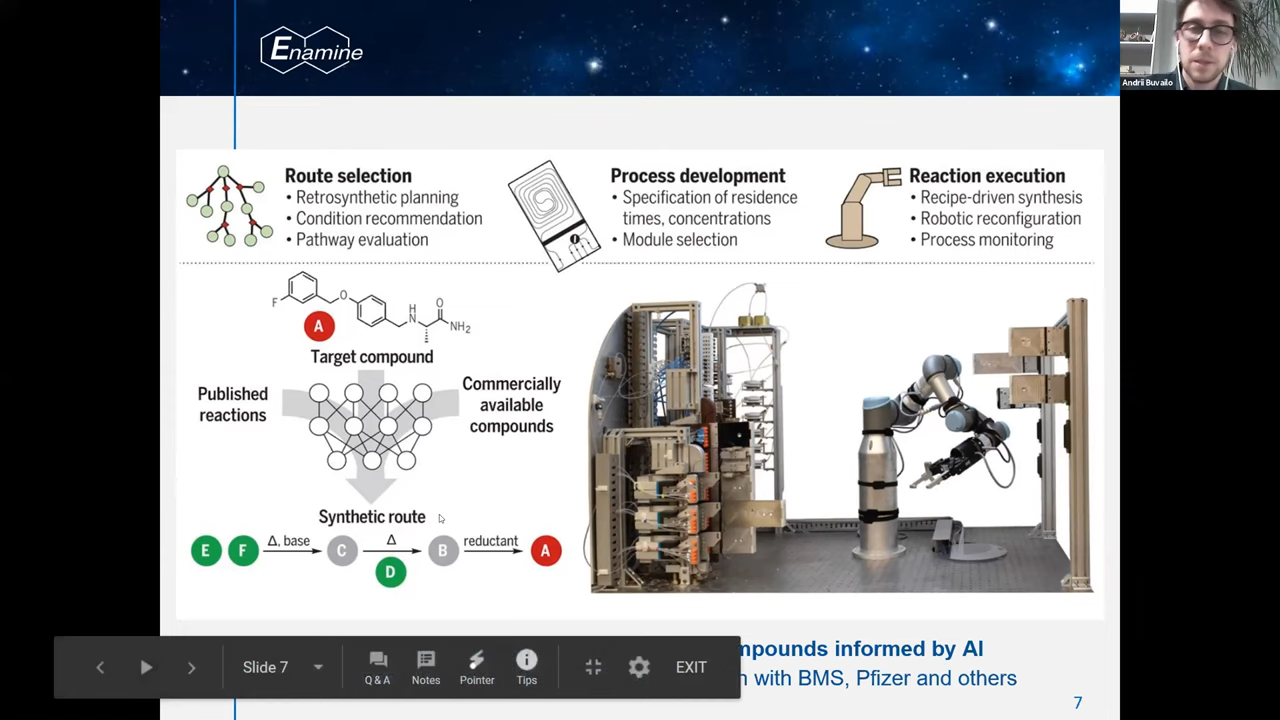 Enamine
Andrii Buvailo
Route selection
• Retrosynthetic planning
• Condition recommendation
• Pathway evaluation
Process development
• Specification of residence
times, concentrations
• Module selection
Reaction execution
• Recipe-driven synthesis
• Robotic reconfiguration
• Process monitoring
F
O
H
N
O
NH₂
A
Target compound
Published
reactions
Commercially
available
compounds
Synthetic route
E F Δ, base C Δ B reductant A
D
mpounds informed by AI
n with BMS, Pfizer and others
Slide 7
Q & A
Notes
Pointer
Tips
EXIT
7